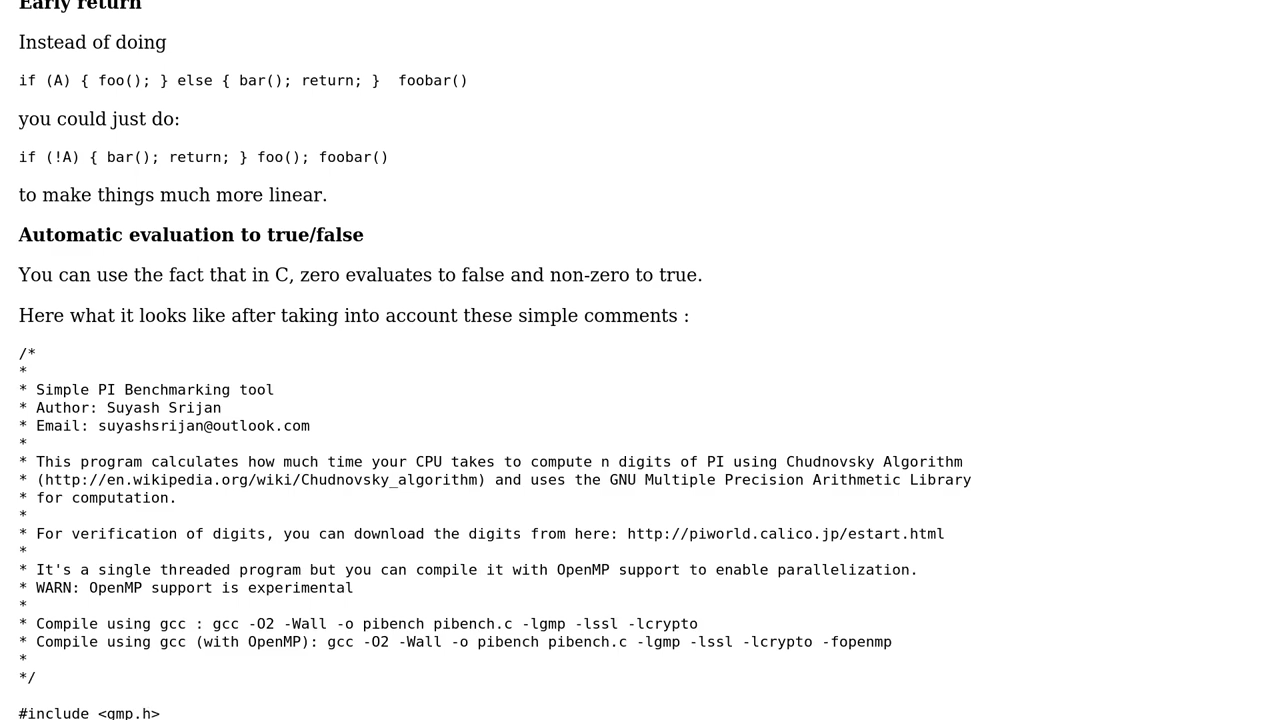 Early return
Instead of doing
if (A) { foo(); } else { bar(); return; }  foobar()
you could just do:
if (!A) { bar(); return; } foo(); foobar()
to make things much more linear.
Automatic evaluation to true/false
You can use the fact that in C, zero evaluates to false and non-zero to true.
Here what it looks like after taking into account these simple comments :
/*
*
* Simple PI Benchmarking tool
* Author: Suyash Srijan
* Email: suyashsrijan@outlook.com
*
* This program calculates how much time your CPU takes to compute n digits of PI using Chudnovsky Algorithm
* (http://en.wikipedia.org/wiki/Chudnovsky_algorithm) and uses the GNU Multiple Precision Arithmetic Library
* for computation.
*
* For verification of digits, you can download the digits from here: http://piworld.calico.jp/estart.html
*
* It's a single threaded program but you can compile it with OpenMP support to enable parallelization.
* WARN: OpenMP support is experimental
*
* Compile using gcc : gcc -O2 -Wall -o pibench pibench.c -lgmp -lssl -lcrypto
* Compile using gcc (with OpenMP): gcc -O2 -Wall -o pibench pibench.c -lgmp -lssl -lcrypto -fopenmp
*
*/
#include <gmp.h>